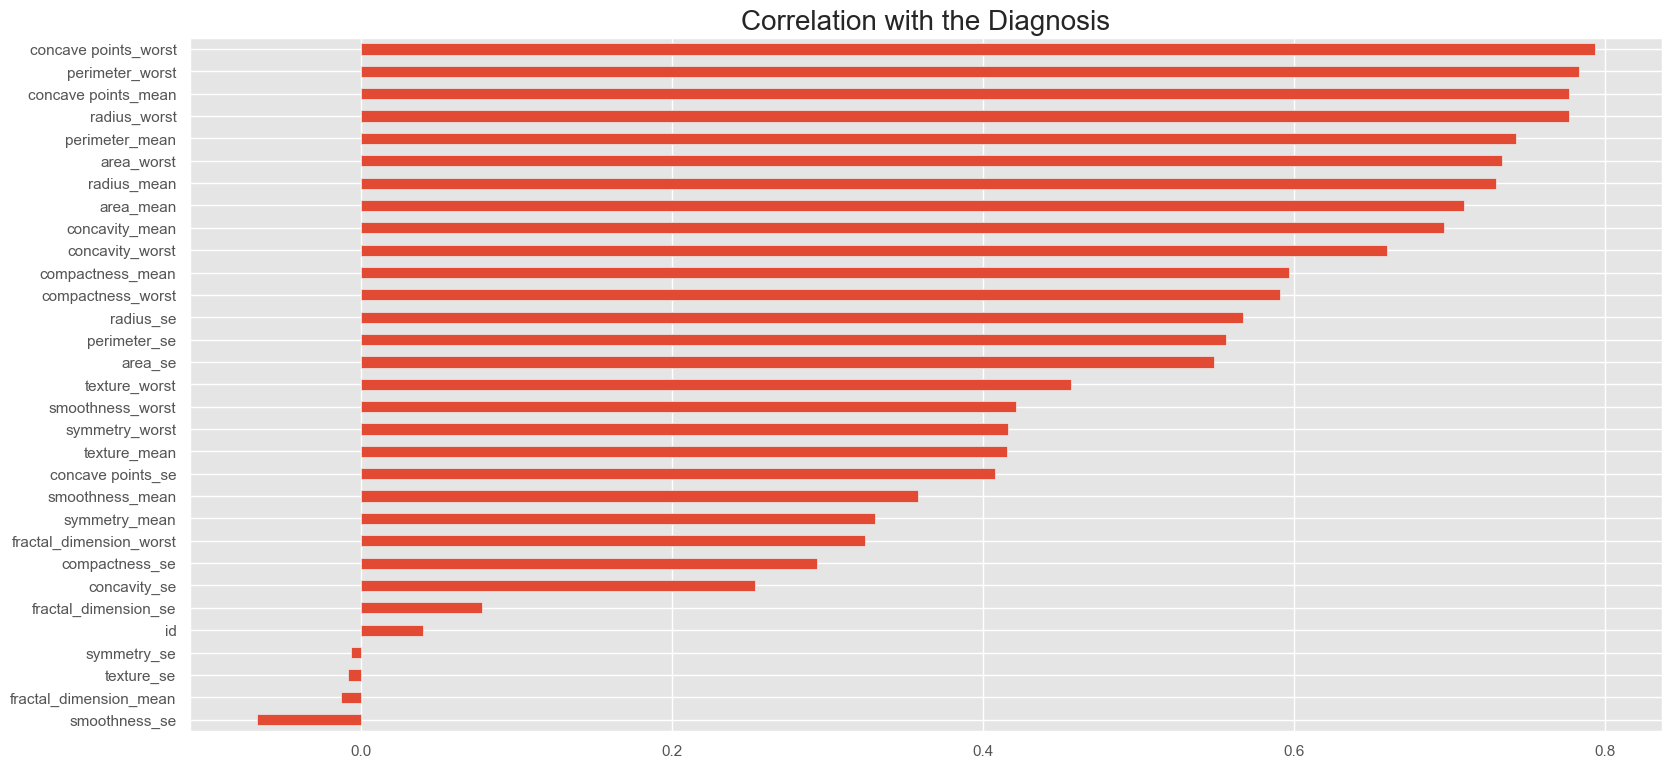 Correlation with the Diagnosis
concave points_worst
perimeter_worst
concave points_mean
radius_worst
perimeter_mean
area_worst
radius_mean
area_mean
concavity_mean
concavity_worst
compactness_mean
compactness_worst
radius_se
perimeter_se
area_se
texture_worst
smoothness_worst
symmetry_worst
texture_mean
concave points_se
smoothness_mean
symmetry_mean
fractal_dimension_worst
compactness_se
concavity_se
fractal_dimension_se
id
symmetry_se
texture_se
fractal_dimension_mean
smoothness_se
0.0 0.2 0.4 0.6 0.8